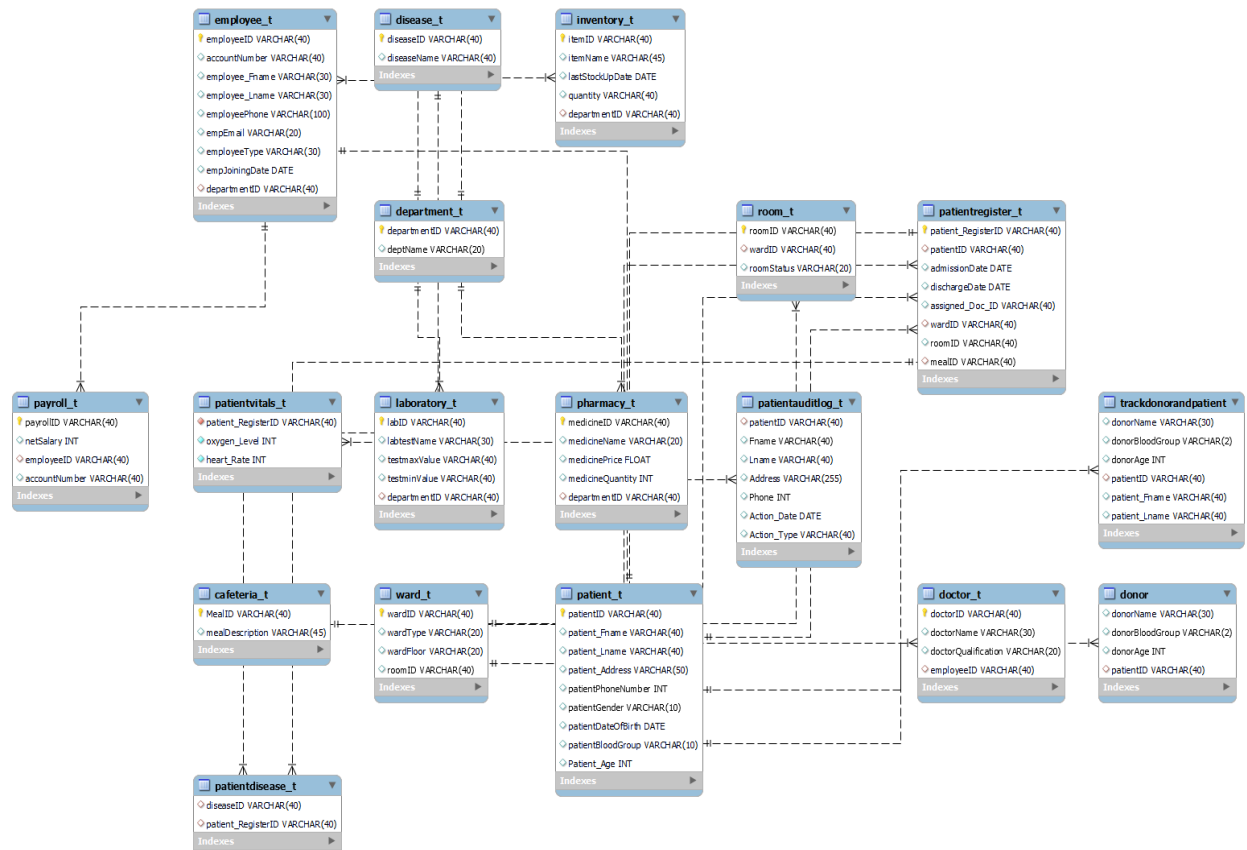 employee_t
employeeID VARCHAR(40)
accountNumber VARCHAR(40)
employee_Fname VARCHAR(30)
employee_Lname VARCHAR(30)
employeePhone VARCHAR(100)
empEmail VARCHAR(20)
employeeType VARCHAR(30)
empJoiningDate DATE
departmentID VARCHAR(40)
Indexes
disease_t
diseaseID VARCHAR(40)
diseaseName VARCHAR(40)
Indexes
inventory_t
itemID VARCHAR(40)
itemName VARCHAR(45)
lastStockUpDate DATE
quantity VARCHAR(40)
departmentID VARCHAR(40)
Indexes
department_t
departmentID VARCHAR(40)
deptName VARCHAR(20)
Indexes
room_t
roomID VARCHAR(40)
wardID VARCHAR(40)
roomStatus VARCHAR(20)
Indexes
patientregister_t
patient_RegisterID VARCHAR(40)
patientID VARCHAR(40)
admissionDate DATE
dischargeDate DATE
assigned_Doc_ID VARCHAR(40)
wardID VARCHAR(40)
roomID VARCHAR(40)
mealID VARCHAR(40)
Indexes
payroll_t
payrollID VARCHAR(40)
netSalary INT
employeeID VARCHAR(40)
accountNumber VARCHAR(40)
Indexes
patientvitals_t
patient_RegisterID VARCHAR(40)
oxygen_Level INT
heart_Rate INT
Indexes
laboratory_t
labID VARCHAR(40)
labtestName VARCHAR(30)
testmaxValue VARCHAR(40)
testminValue VARCHAR(40)
departmentID VARCHAR(40)
Indexes
pharmacy_t
medicineID VARCHAR(40)
medicineName VARCHAR(20)
medicinePrice FLOAT
medicineQuantity INT
departmentID VARCHAR(40)
Indexes
patientauditlog_t
patientID VARCHAR(40)
Fname VARCHAR(40)
Lname VARCHAR(40)
Address VARCHAR(255)
Phone INT
Action_Date DATE
Action_Type VARCHAR(40)
Indexes
trackdonorandpatient
donorName VARCHAR(30)
donorBloodGroup VARCHAR(2)
donorAge INT
patientID VARCHAR(40)
patient_Fname VARCHAR(40)
patient_Lname VARCHAR(40)
Indexes
cafeteria_t
MealID VARCHAR(40)
mealDescription VARCHAR(45)
Indexes
ward_t
wardID VARCHAR(40)
wardType VARCHAR(20)
wardFloor VARCHAR(20)
roomID VARCHAR(40)
Indexes
patient_t
patientID VARCHAR(40)
patient_Fname VARCHAR(40)
patient_Lname VARCHAR(40)
patient_Address VARCHAR(50)
patientPhoneNumber INT
patientGender VARCHAR(10)
patientDateOfBirth DATE
patientBloodGroup VARCHAR(10)
Patient_Age INT
Indexes
doctor_t
doctorID VARCHAR(40)
doctorName VARCHAR(30)
doctorQualification VARCHAR(20)
employeeID VARCHAR(40)
Indexes
donor
donorName VARCHAR(30)
donorBloodGroup VARCHAR(2)
donorAge INT
patientID VARCHAR(40)
Indexes
patientdisease_t
diseaseID VARCHAR(40)
patient_RegisterID VARCHAR(40)
Indexes